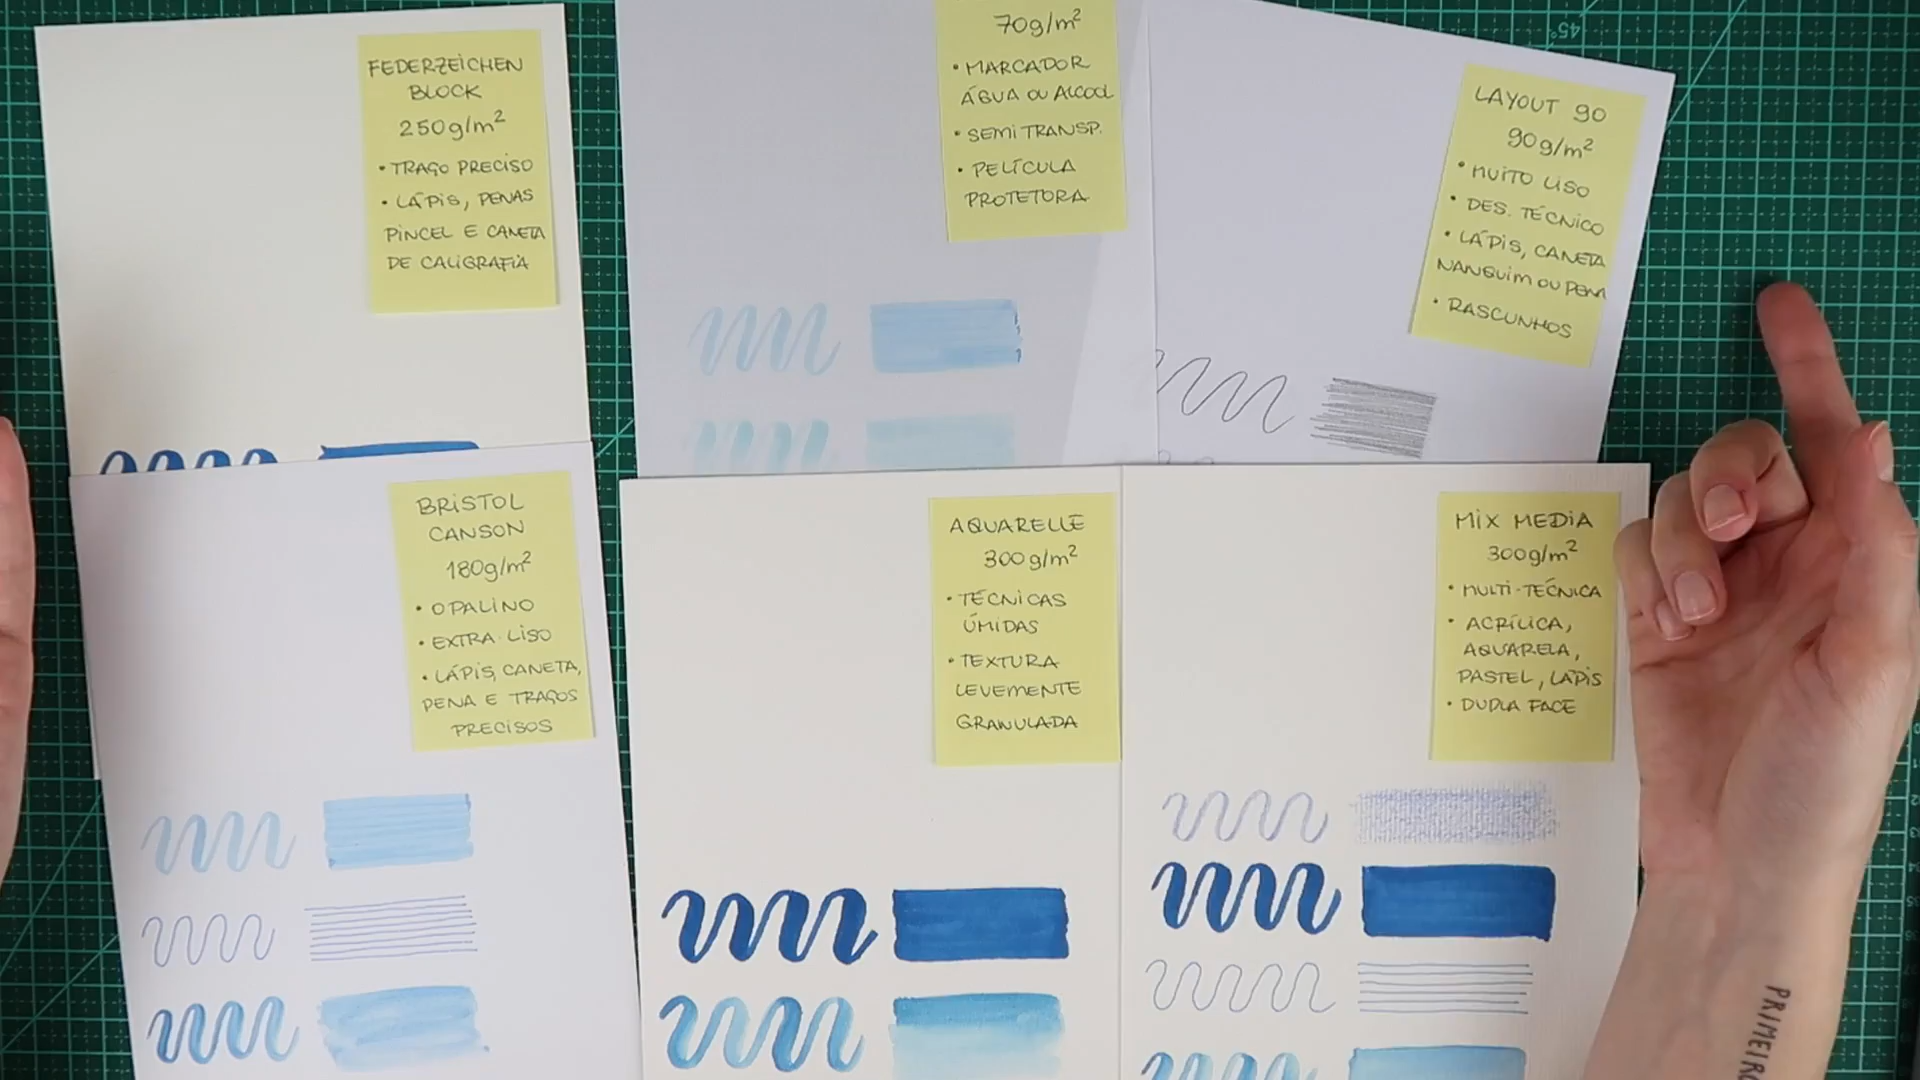 FEDERZEICHEN
BLOCK
250g/m²
• TRAÇO PRECISO
• LÁPIS, PENAS
PINCEL E CANETA
DE CALIGRAFIA
70g/m²
• MARCADOR
ÁGUA OU ALCOOL
• SEMI TRANSP.
• PELÍCULA
PROTETORA
LAYOUT 90
90g/m²
• MUITO LISO
• DES. TÉCNICO
• LÁPIS, CANETA
NANQUIM OU PENA
• RASCUNHOS
45°
BRISTOL
CANSON
180g/m²
• OPALINO
• EXTRA-LISO
• LÁPIS, CANETA,
PENA E TRAÇOS
PRECISOS
AQUARELLE
300g/m²
• TÉCNICAS
ÚMIDAS
• TEXTURA
LEVEMENTE
GRANULADA
MIX MEDIA
300g/m²
• MULTI-TÉCNICA
• ACRÍLICA,
AQUARELA,
PASTEL, LÁPIS
• DUPLA FACE
PRIMEIRO